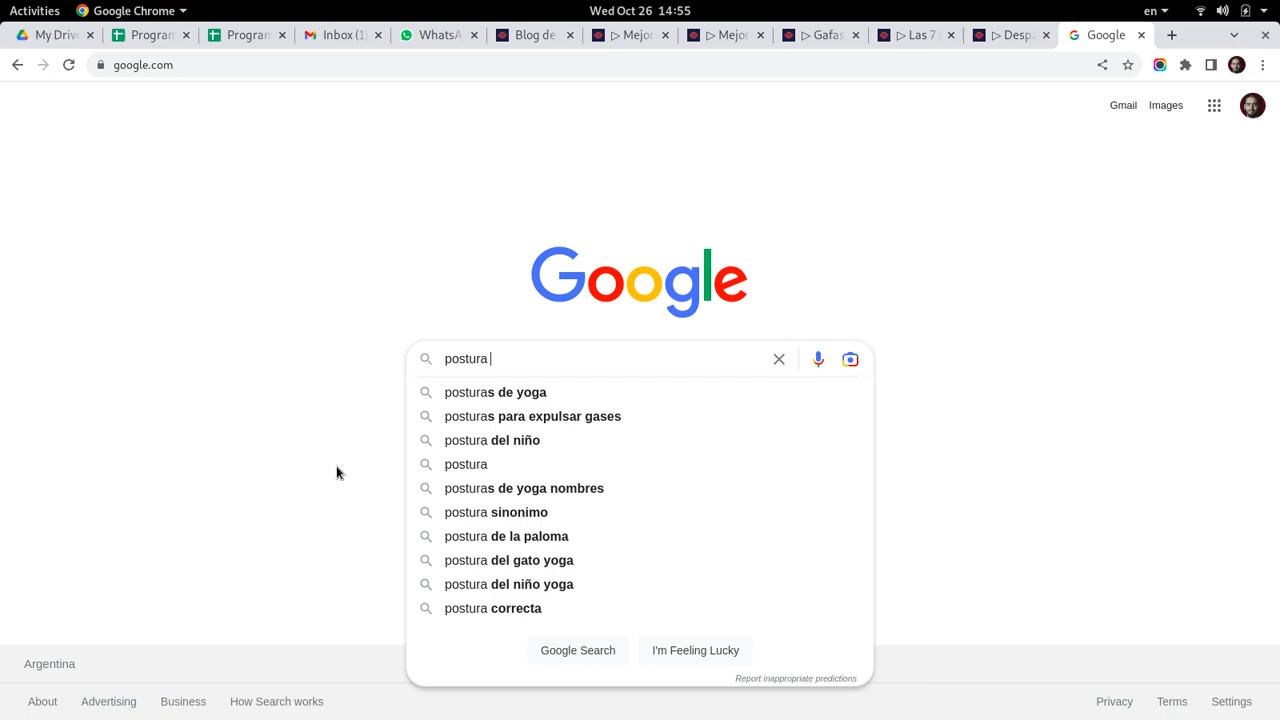 Activities Google Chrome Wed Oct 26 14:55 en
My Driv Program Program Inbox (1 WhatsA Blog de ▷ Mejor ▷ Mejor ▷ Gafas ▷ Las 7 ▷ Despa Google
google.com
Gmail Images
Google
postura
posturas de yoga
posturas para expulsar gases
postura del niño
postura
posturas de yoga nombres
postura sinonimo
postura de la paloma
postura del gato yoga
postura del niño yoga
postura correcta
Google Search I'm Feeling Lucky
Report inappropriate predictions
Argentina
About Advertising Business How Search works Privacy Terms Settings